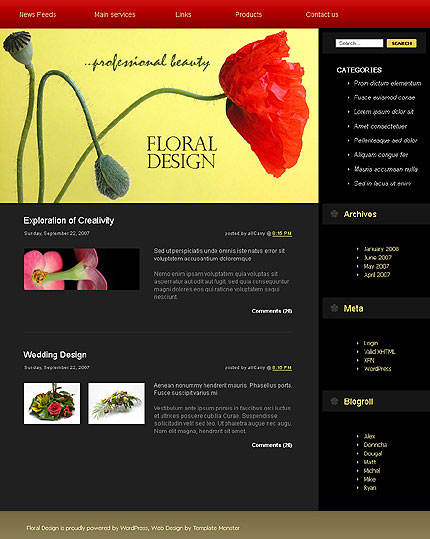 News Feeds
Main services
Links
Products
Contact us
..professional beauty
FLORAL
DESIGN
Search...
SEARCH
CATEGORIES
Proin dictum elementum
Fusce euismod conse
Lorem ipsum dolor sit
Amet consectetuer
Pellentesque sed dolor
Aliquam congue fer
Mauris accumsan nulla
Sed in lacus ut enim
Exploration of Creativity
Sunday, September 22, 2007
posted by allCarry @ 8:15 PM
Sed ut perspiciatis unde omnis iste natus error sit
voluptatem accusantium doloremque
Nemo enim ipsam voluptatem quia voluptas sit
aspernatur aut odit aut fugit, sed quia consequuntur
magni dolores eos qui ratione voluptatem sequi
nesciunt.
Comments (26)
Wedding Design
Sunday, September 22, 2007
posted by allCarry @ 8:10 PM
Aenean nonummy hendrerit mauris. Phasellus porta.
Fusce suscipit varius mi
Vestibulum ante ipsum primis in faucibus orci luctus
et ultrices posuere cubilia Curae. Suspendisse
sollicitudin velit sed leo. Ut pharetra augue nec augu
Nam elit magna, hendrerit sit amet.
Comments (26)
Archives
January 2008
June 2007
May 2007
April 2007
Meta
Login
Valid XHTML
XFN
WordPress
Blogroll
Alex
Donncha
Dougal
Matt
Michel
Mike
Ryan
Floral Design is proudly powered by WordPress, Web Design by Template Monster